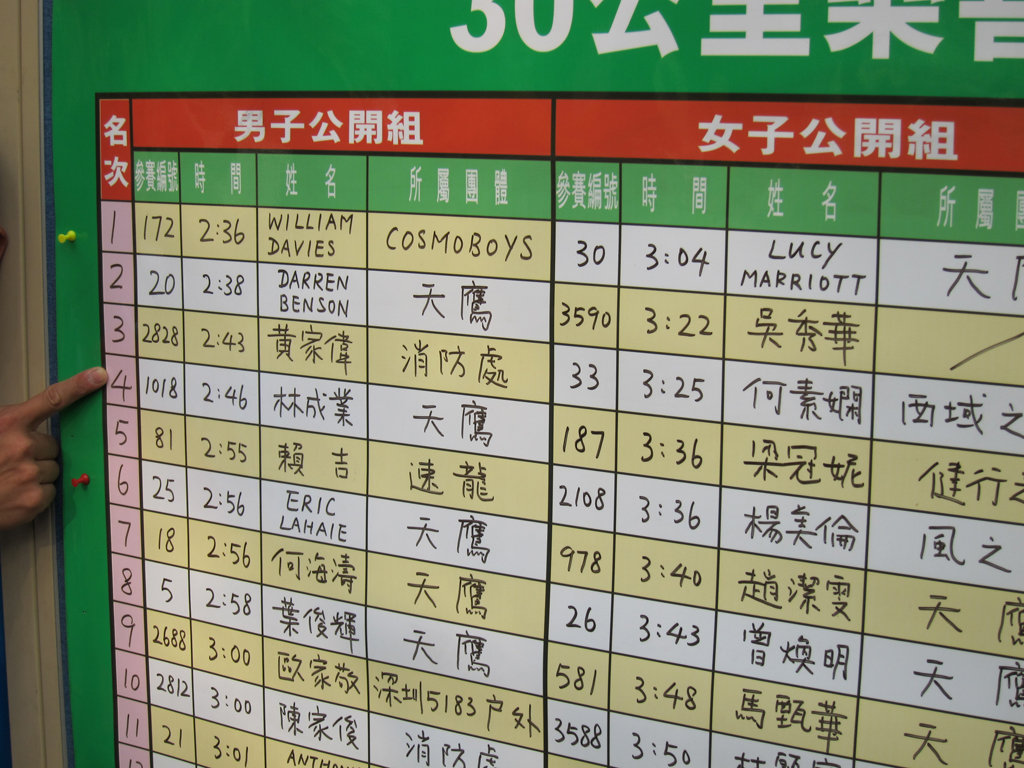 30公里
名次 男子公開組 女子公開組
參賽編號 時間 姓名 所屬團體 參賽編號 時間 姓名 所屬
1 172 2:36 WILLIAM DAVIES COSMOBOYS 30 3:04 LUCY MARRIOTT 天
2 20 2:38 DARREN BENSON 天鷹 3590 3:22 吳秀華
3 2828 2:43 黃家偉 消防處 33 3:25 何素嫻 西域之
4 1018 2:46 林成業 天鷹 187 3:36 梁冠妮 健行之
5 81 2:55 賴吉 速龍 2108 3:36 楊美倫 風之
6 25 2:56 ERIC LAHAIE 天鷹 978 3:40 趙潔雯 天鷹
7 18 2:56 何海濤 天鷹 26 3:43 曾煥明 天鷹
8 5 2:58 葉俊輝 天鷹 581 3:48 馬甄華 天鷹
9 2688 3:00 歐家敬 深圳5183户外 3588 3:50
10 2812 3:00 陳家俊 消防處
11 21 3:01 ANTHONY